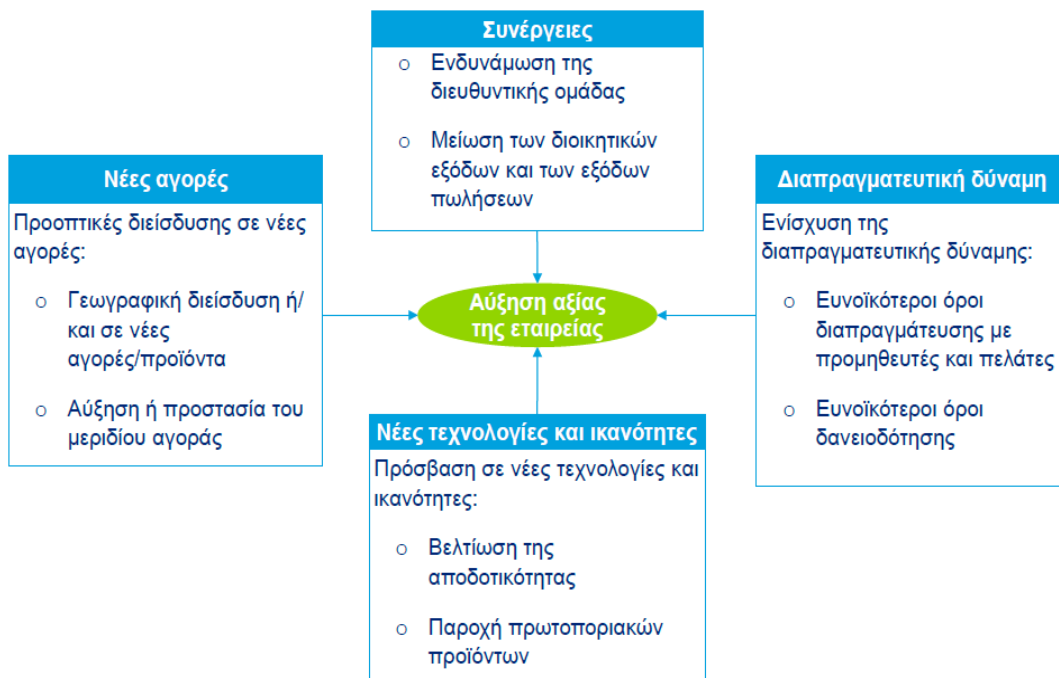 Συνέργειες
o Ενδυνάμωση της
διευθυντικής ομάδας
o Μείωση των διοικητικών
εξόδων και των εξόδων
πωλήσεων
Νέες αγορές
Προοπτικές διείσδυσης σε νέες
αγορές:
o Γεωγραφική διείσδυση ή/
και σε νέες
αγορές/προϊόντα
o Αύξηση ή προστασία του
μεριδίου αγοράς
Αύξηση αξίας
της εταιρείας
Διαπραγματευτική δύναμη
Ενίσχυση της
διαπραγματευτικής δύναμης:
o Ευνοϊκότεροι όροι
διαπραγμάτευσης με
προμηθευτές και πελάτες
o Ευνοϊκότεροι όροι
δανειοδότησης
Νέες τεχνολογίες και ικανότητες
Πρόσβαση σε νέες τεχνολογίες και
ικανότητες:
o Βελτίωση της
αποδοτικότητας
o Παροχή πρωτοποριακών
προϊόντων